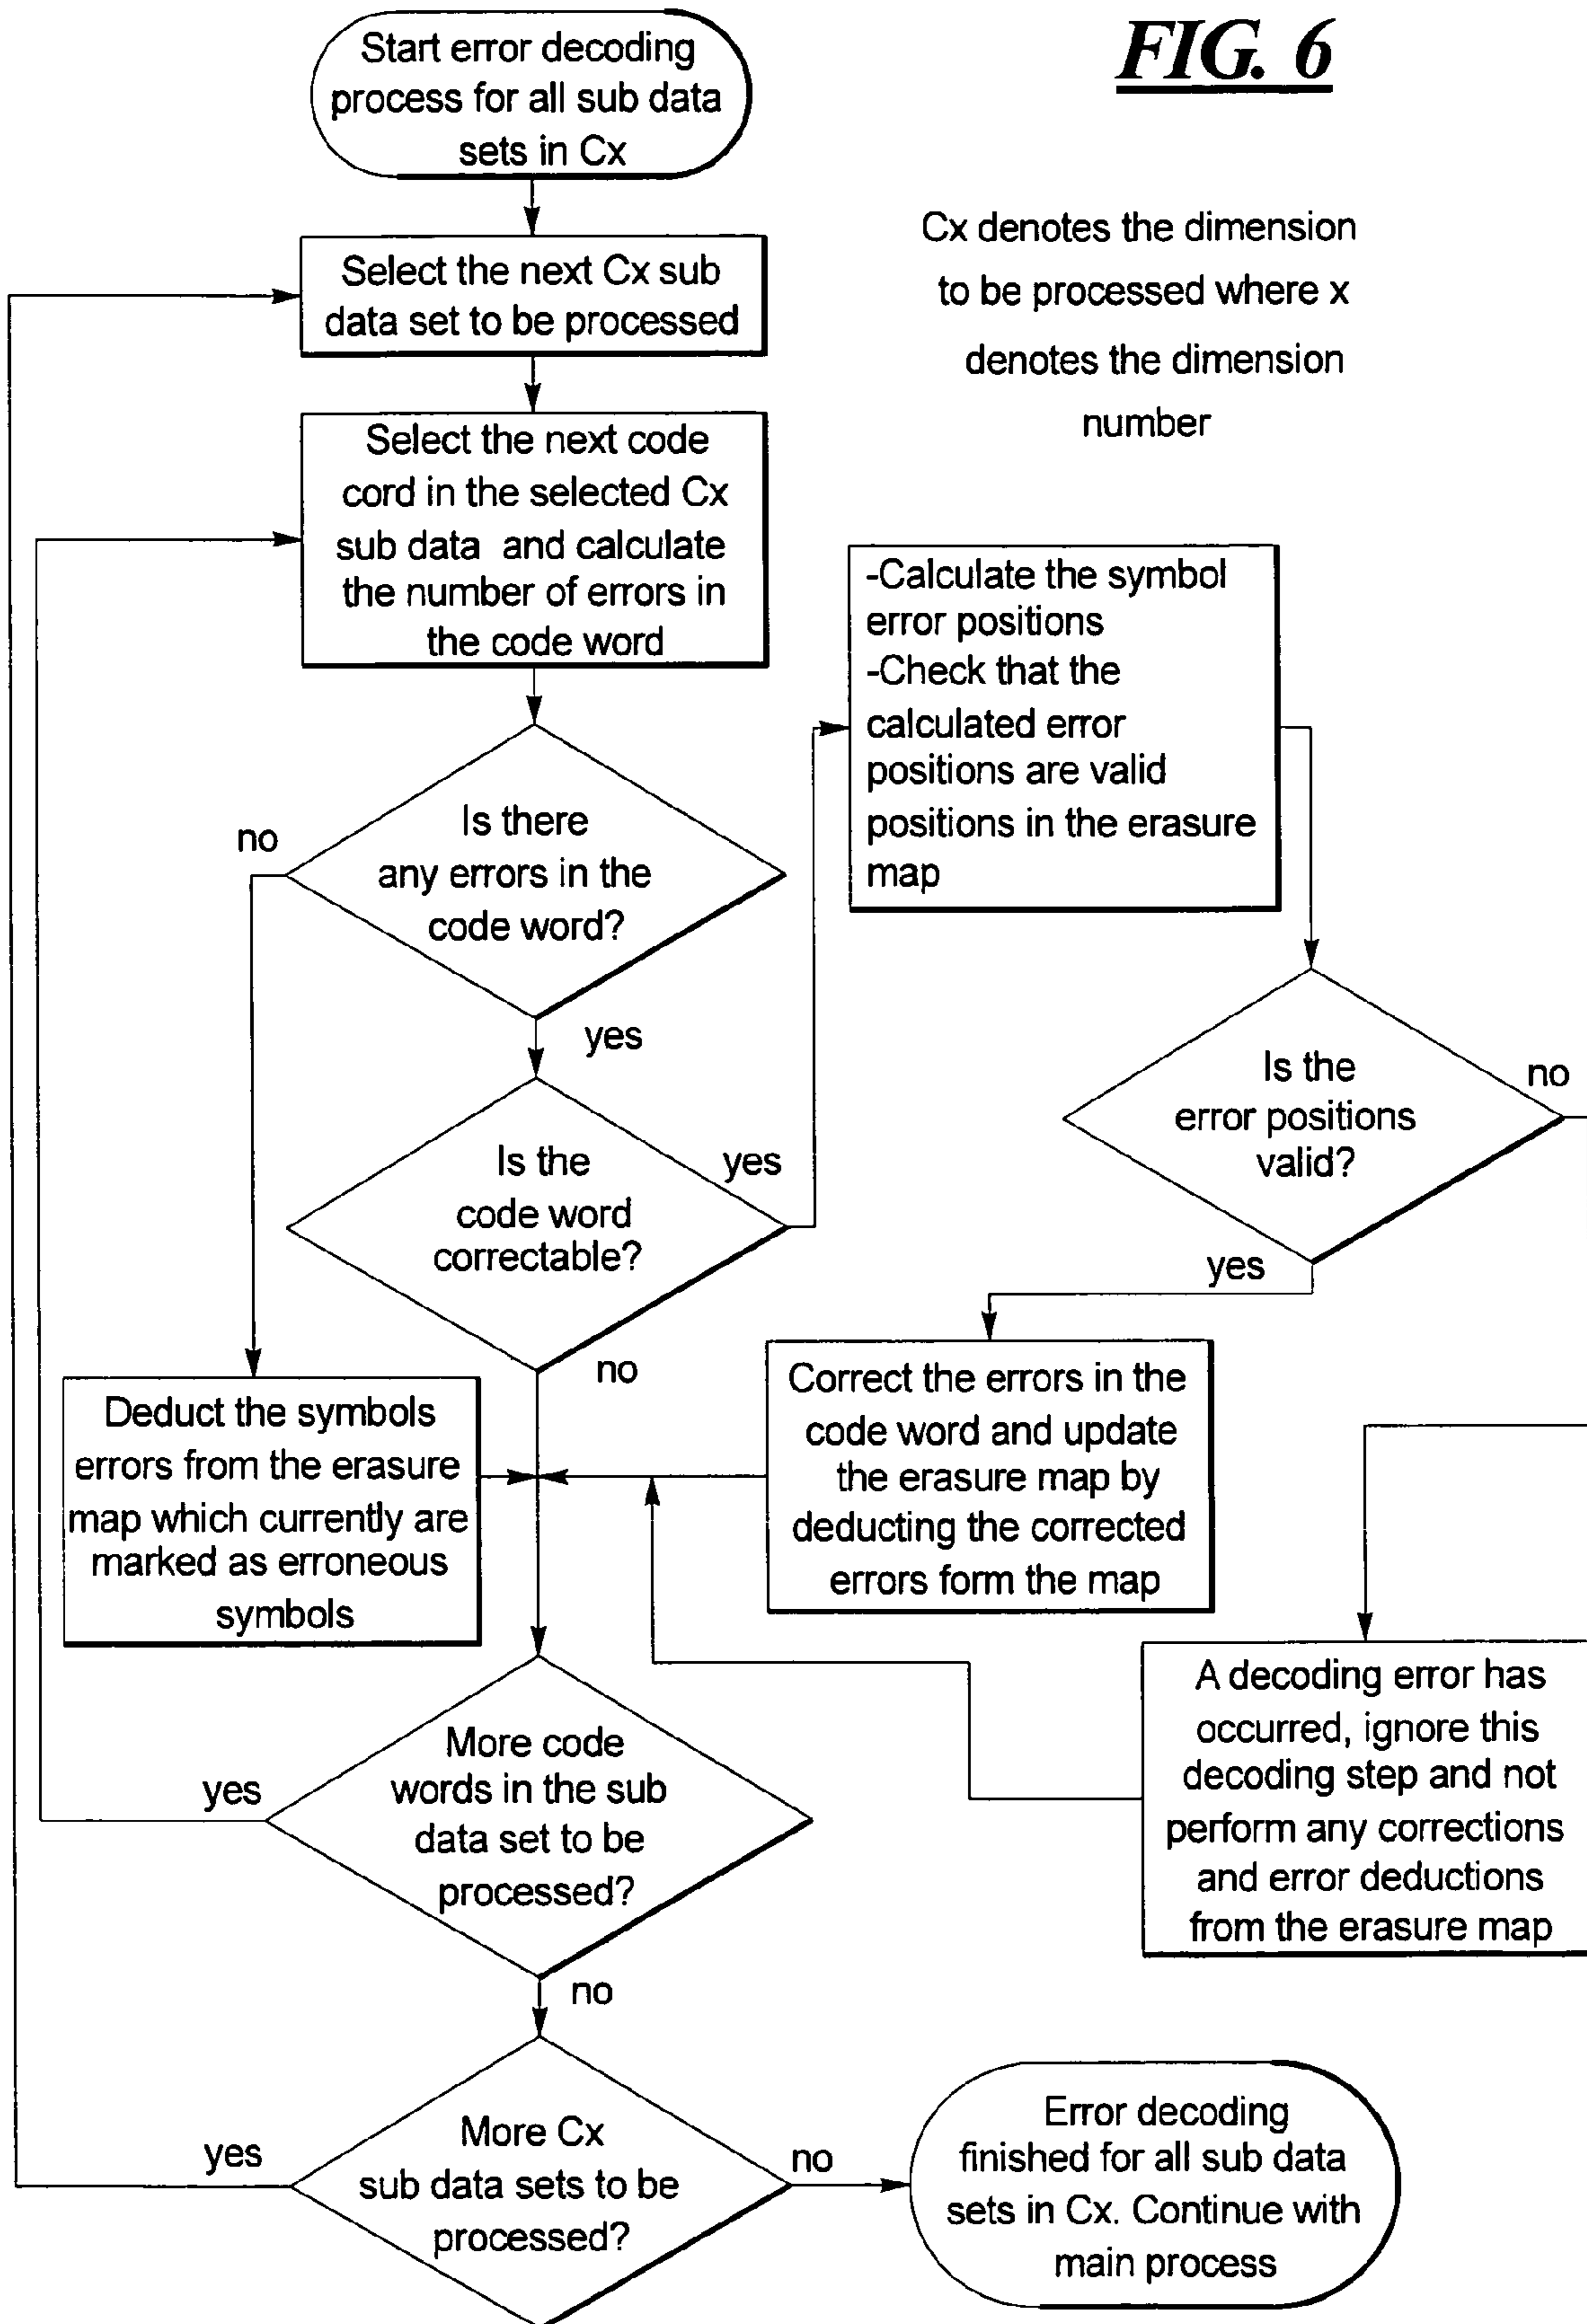 FIG. 6
Start error decoding
process for all sub data
sets in Cx
Cx denotes the dimension
to be processed where x
denotes the dimension
number
Select the next Cx sub
data set to be processed
Select the next code
cord in the selected Cx
sub data and calculate
the number of errors in
the code word
-Calculate the symbol
error positions
-Check that the
calculated error
positions are valid
positions in the erasure
map
Is there
any errors in the
code word?
no
yes
Is the
code word
correctable?
yes
no
Is the
error positions
valid?
no
yes
Deduct the symbols
errors from the erasure
map which currently are
marked as erroneous
symbols
Correct the errors in the
code word and update
the erasure map by
deducting the corrected
errors form the map
A decoding error has
occurred, ignore this
decoding step and not
perform any corrections
and error deductions
from the erasure map
More code
words in the sub
data set to be
processed?
yes
no
More Cx
sub data sets to be
processed?
yes
no
Error decoding
finished for all sub data
sets in Cx. Continue with
main process